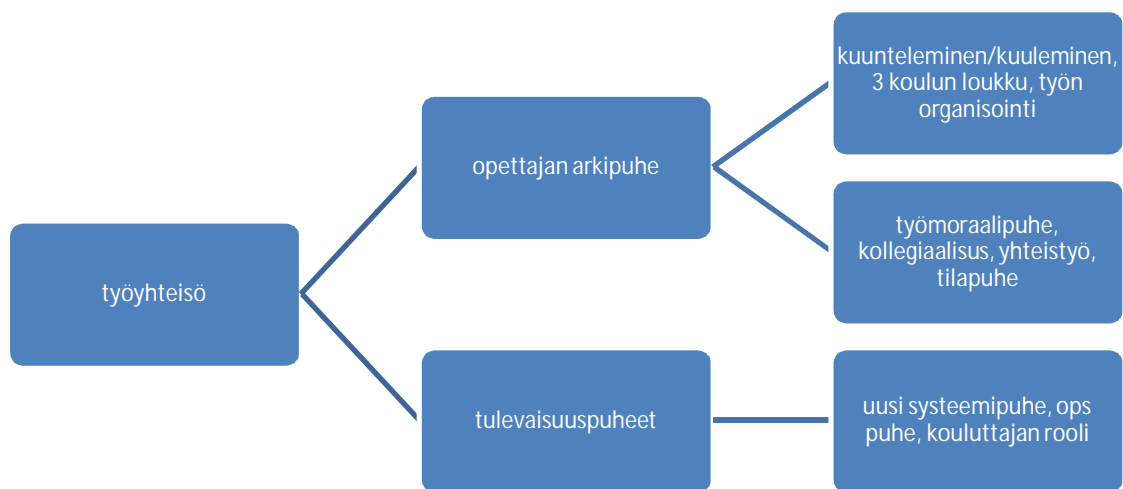 työyhteisö
opettajan arkipuhe
kuunteleminen/kuuleminen,
3 koulun loukku, työn
organisointi
työmoraalipuhe,
kollegiaalisus, yhteistyö,
tilapuhe
tulevaisuuspuheet
uusi systeemipuhe, ops
puhe, kouluttajan rooli